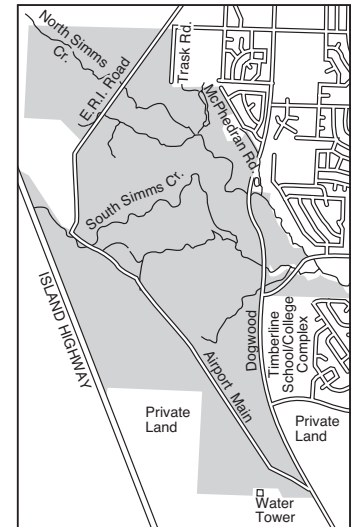 North Simms
Cr.
E.R.I. Road
Trask Rd.
McPhedran Rd.
South Simms Cr.
ISLAND HIGHWAY
Airport Main
Dogwood
Timberline
School/College
Complex
Private
Land
Private
Land
Water
Tower